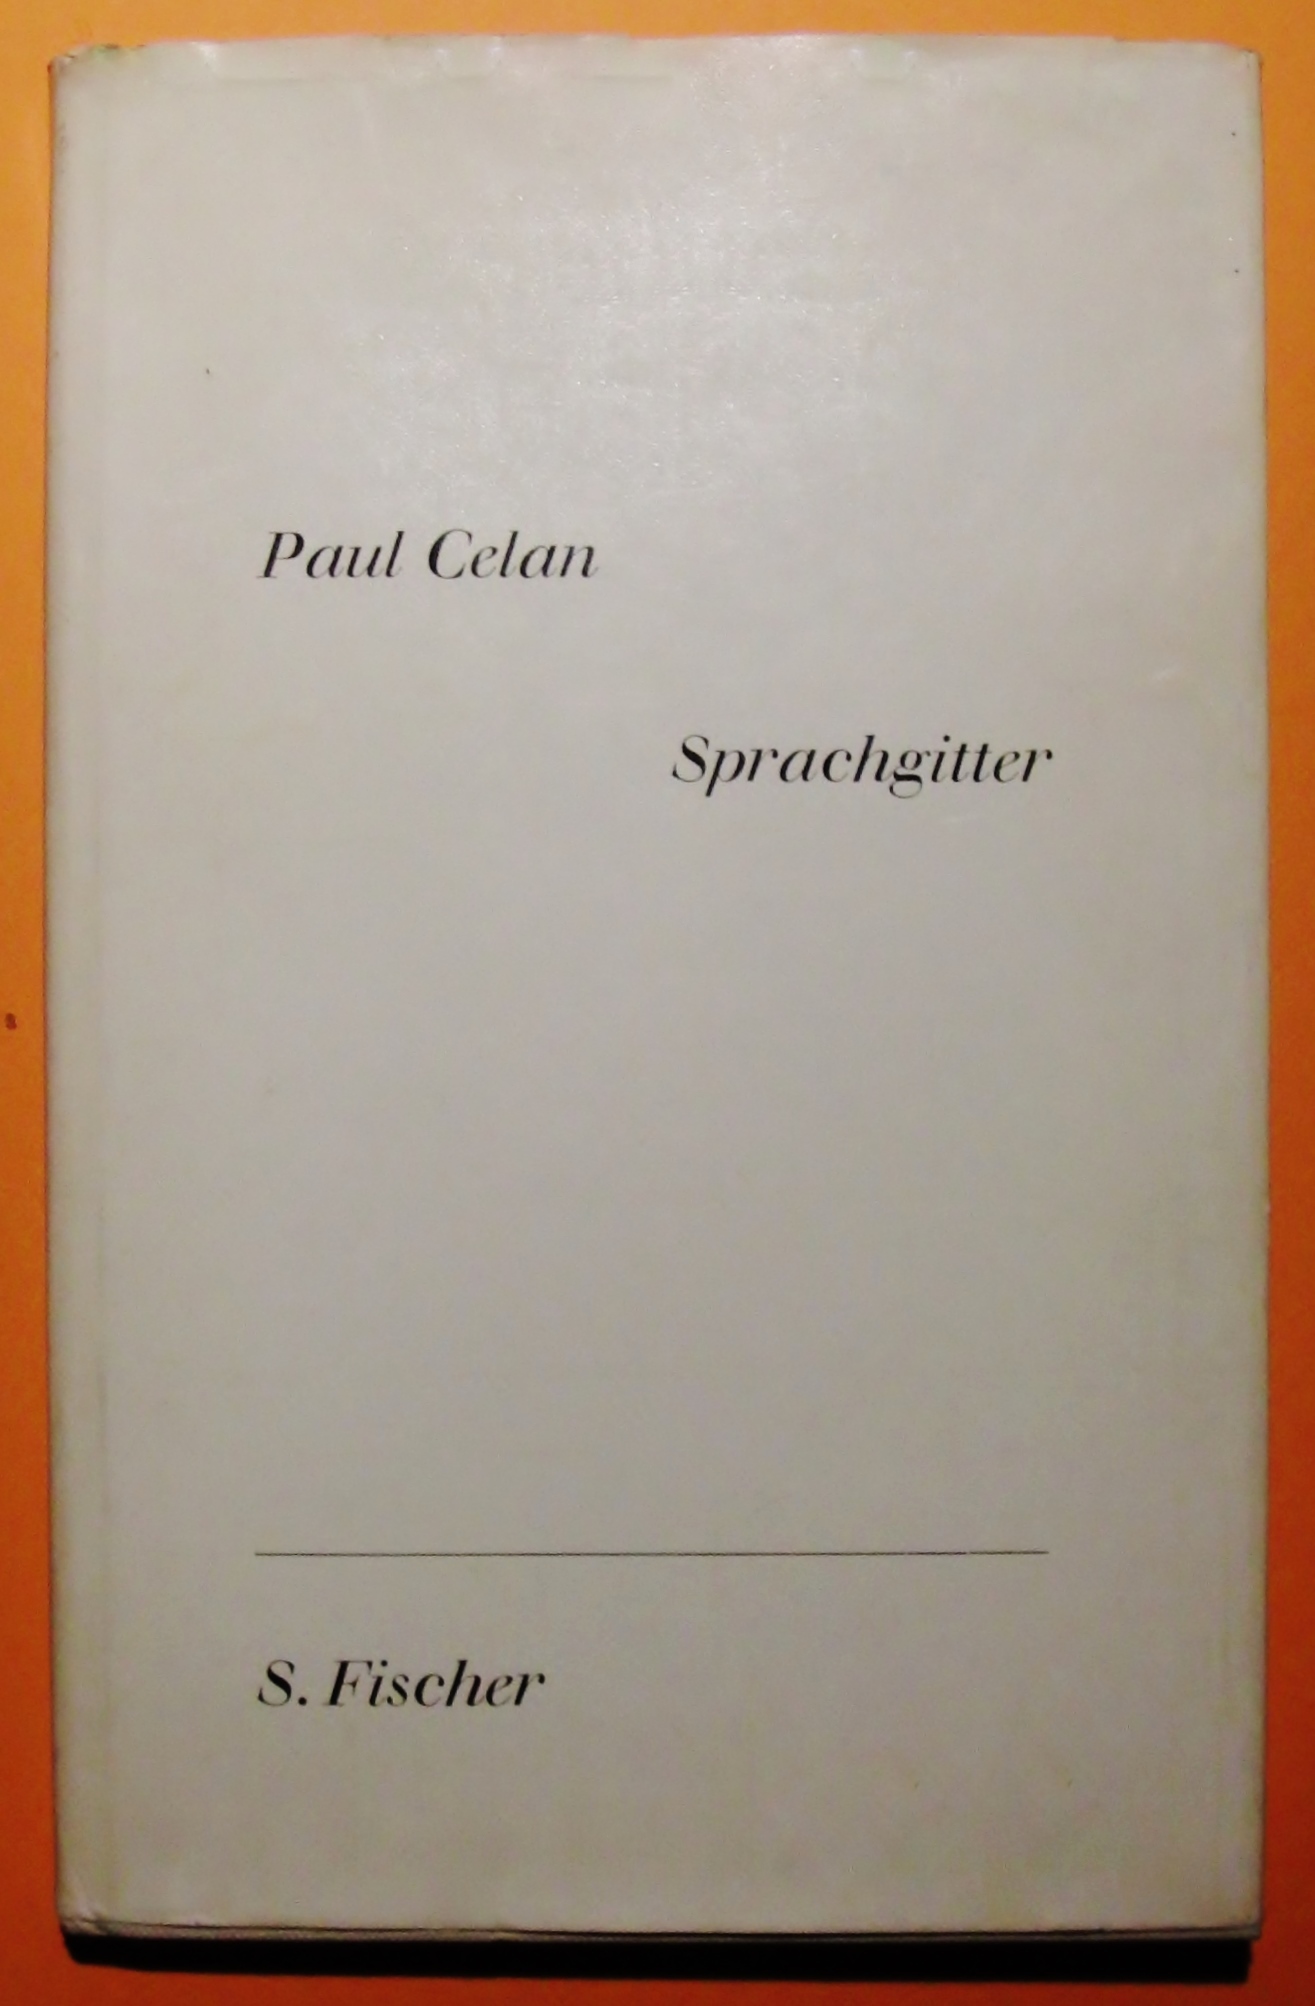 Paul Celan
Sprachgitter
S. Fischer